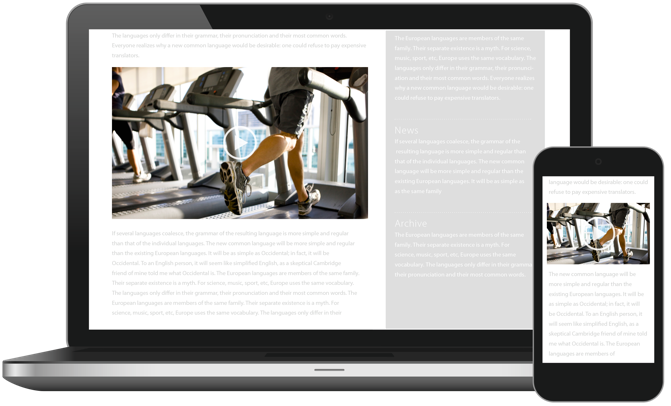 The languages only differ in their grammar, their pronunciation and their most common words.
Everyone realizes why a new common language would be desirable: one could refuse to pay expensive
translators.
If several languages coalesce, the grammar of the resulting language is more simple and regular
than that of the individual languages. The new common language will be more simple and regular
than the existing European languages. It will be as simple as Occidental; in fact, it will be
Occidental. To an English person, it will seem like simplified English, as a skeptical Cambridge
friend of mine told me what Occidental is. The European languages are members of the same family.
Their separate existence is a myth. For science, music, sport, etc, Europe uses the same vocabulary.
The languages only differ in their grammar, their pronunciation and their most common words. The
European languages are members of the same family. Their separate existence is a myth. For
science, music, sport, etc, Europe uses the same vocabulary. The languages only differ in their
The European languages are members of the same
family. Their separate existence is a myth. For science,
music, sport, etc, Europe uses the same vocabulary. The
languages only differ in their grammar, their pronunci-
ation and their most common words. Everyone realizes
why a new common language would be desirable: one
could refuse to pay expensive translators.
News
If several languages coalesce, the grammar of the
resulting language is more simple and regular than
that of the individual languages. The new common
language will be more simple and regular than the
existing European languages. It will be as simple as
as the same family
Archive
The European languages are members of the same
family. Their separate existence is a myth. For
science, music, sport, etc, Europe uses the same
vocabulary. The languages only differ in their gramma
their pronunciation and their most common words.
language would be desirable: one could
refuse to pay expensive translators.
The new common language will be
more simple and regular than the
existing European languages. It will be
as simple as Occidental; in fact, it will
be Occidental. To an English person, it
will seem like simplified English, as a
skeptical Cambridge friend of mine told
me what Occidental is. The European
languages are members of